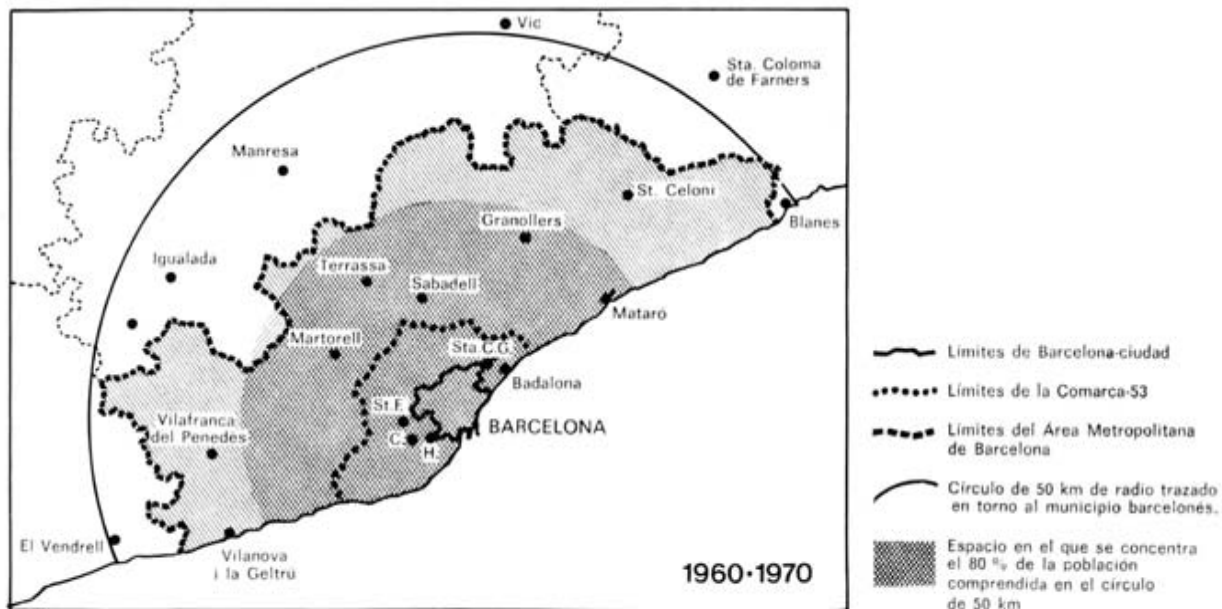 Vic
Sta. Coloma
de Farners
Manresa
St. Celoni
Blanes
Granollers
Igualada
Terrassa
Sabadell
Mataró
Martorell
Sta. C.G.
Badalona
St.F.
Vilafranca
del Penedes
C.
H.
BARCELONA
El Vendrell
Vilanova
i la Geltrú
1960·1970
Límites de Barcelona-ciudad
Límites de la Comarca-53
Límites del Area Metropolitana
de Barcelona
Círculo de 50 km de radio trazado
en torno al municipio barcelonés.
Espacio en el que se concentra
el 80 % de la población
comprendida en el círculo
de 50 km